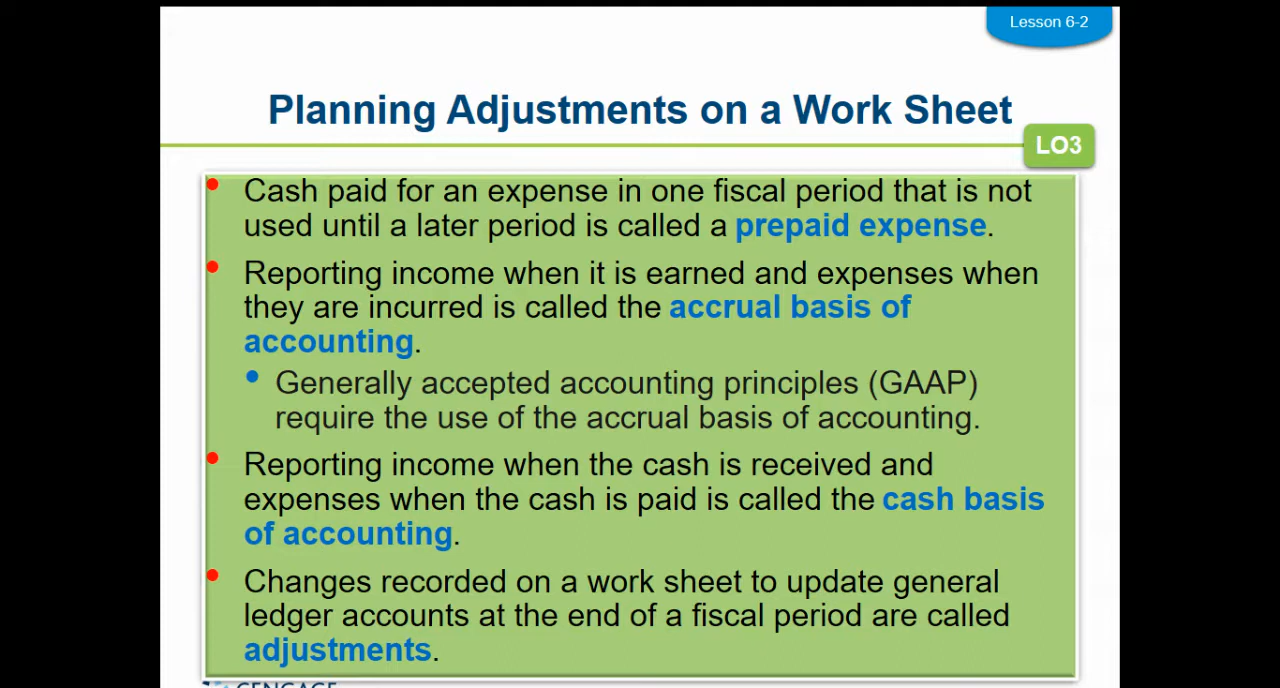 Lesson 6-2
Planning Adjustments on a Work Sheet
LO3
• Cash paid for an expense in one fiscal period that is not
used until a later period is called a prepaid expense.
• Reporting income when it is earned and expenses when
they are incurred is called the accrual basis of
accounting.
• Generally accepted accounting principles (GAAP)
require the use of the accrual basis of accounting.
• Reporting income when the cash is received and
expenses when the cash is paid is called the cash basis
of accounting.
• Changes recorded on a work sheet to update general
ledger accounts at the end of a fiscal period are called
adjustments.
CENGAGE